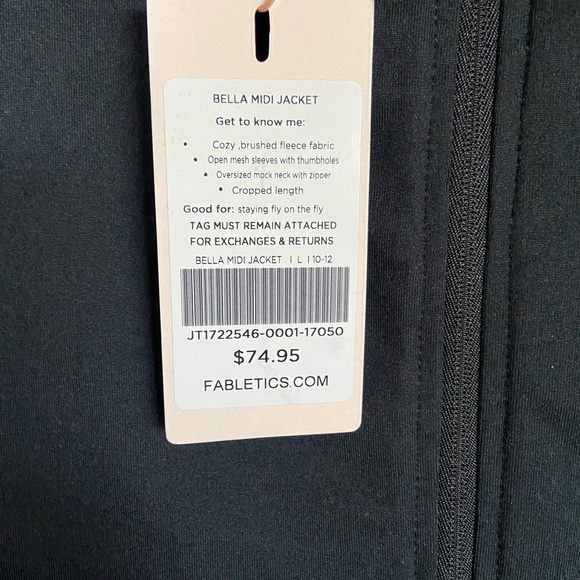 BELLA MIDI JACKET
Get to know me:
• Cozy ,brushed fleece fabric
• Open mesh sleeves with thumbholes
• Oversized mock neck with zipper
• Cropped length
Good for: staying fly on the fly
TAG MUST REMAIN ATTACHED
FOR EXCHANGES & RETURNS
BELLA MIDI JACKET | L | 10-12
JT1722546-0001-17050
$74.95
FABLETICS.COM